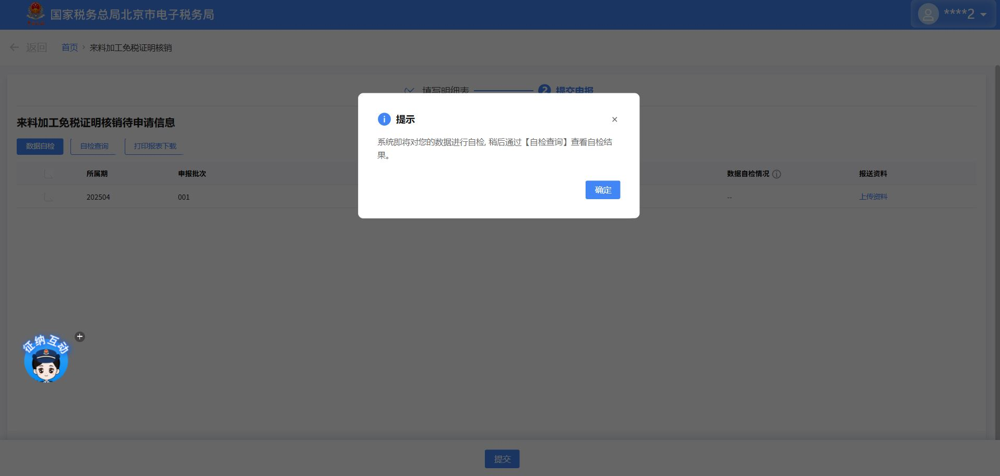 国家税务总局北京市电子税务局
****2
返回 首页 › 来料加工免税证明核销
填写明细表 2 提交申报
来料加工免税证明核销待申请信息
数据自检 自检查询 打印报表下载
所属期 申报批次 数据自检情况 报送资料
202504 001 -- 上传资料
提示
系统即将对您的数据进行自检, 稍后通过【自检查询】查看自检结
果。
确定
征纳互动
提交